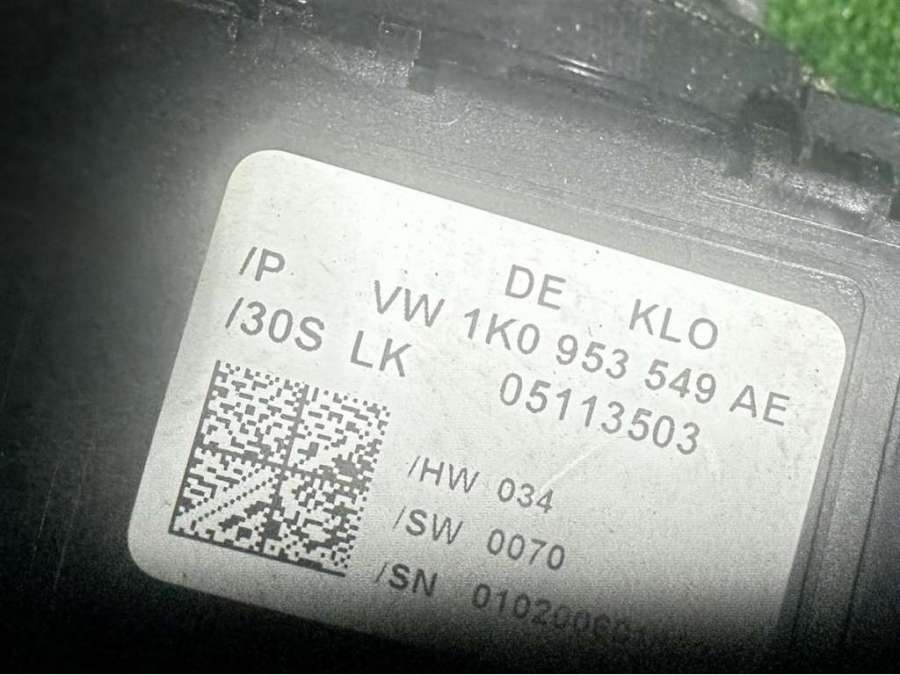 DE KLO
/P VW 1K0 953 549 AE
/30S LK 05113503
/HW 034
/SW 0070
/SN